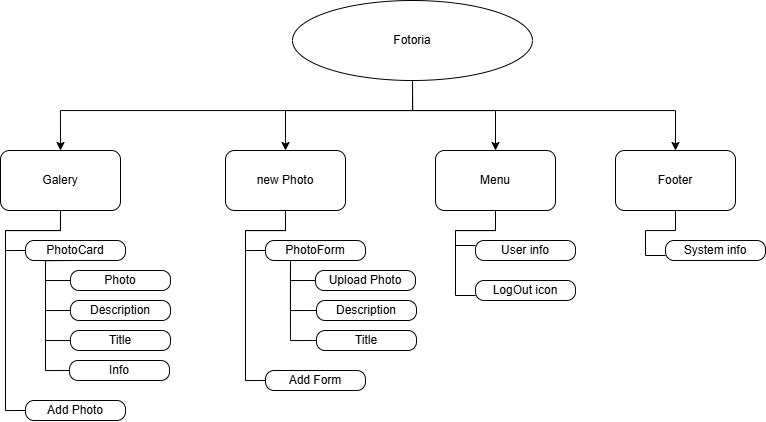 Fotoria
Galery
new Photo
Menu
Footer
PhotoCard
Photo
Description
Title
Info
Add Photo
PhotoForm
Upload Photo
Description
Title
Add Form
User info
LogOut icon
System info